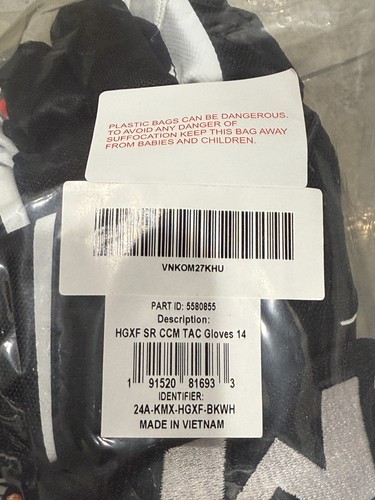 PLASTIC BAGS CAN BE DANGEROUS.
TO AVOID ANY DANGER OF
SUFFOCATION KEEP THIS BAG AWAY
FROM BABIES AND CHILDREN.
VNKOM27KHU
PART ID: 5580855
Description:
HGXF SR CCM TAC Gloves 14
1 91520 81693 3
IDENTIFIER:
24A-KMX-HGXF-BKWH
MADE IN VIETNAM